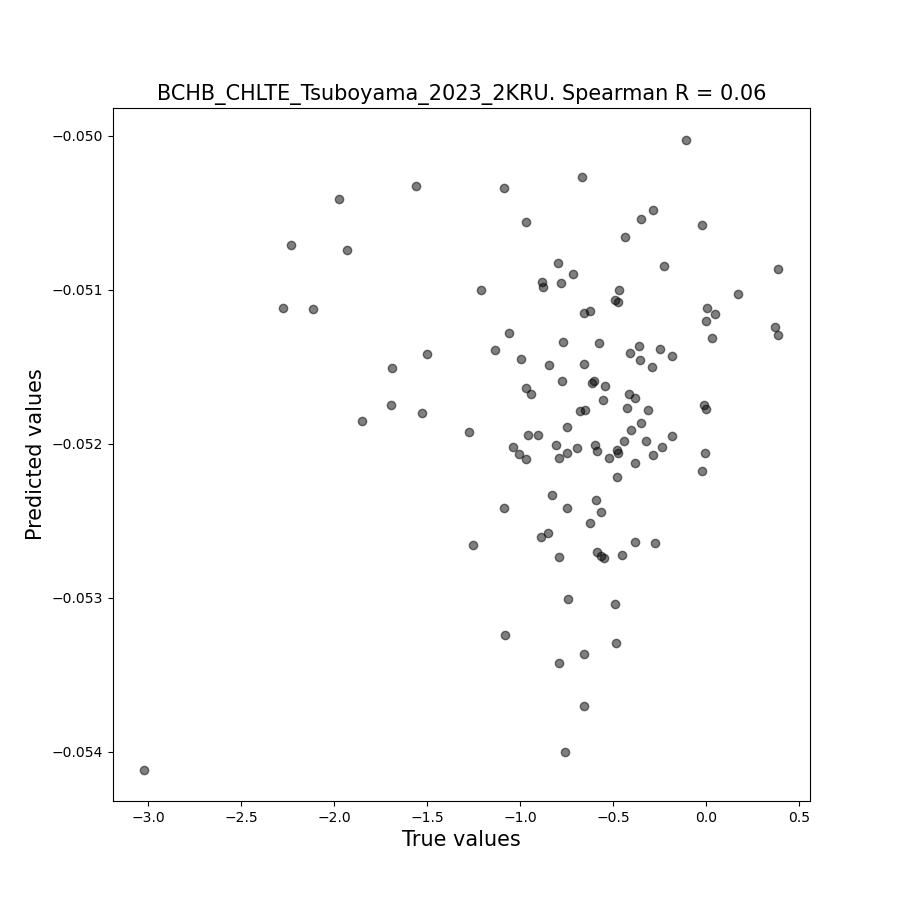 BCHB_CHLTE_Tsuboyama_2023_2KRU. Spearman R = 0.06
−0.050
−0.051
−0.052
−0.053
−0.054
Predicted values
−3.0 −2.5 −2.0 −1.5 −1.0 −0.5 0.0 0.5
True values